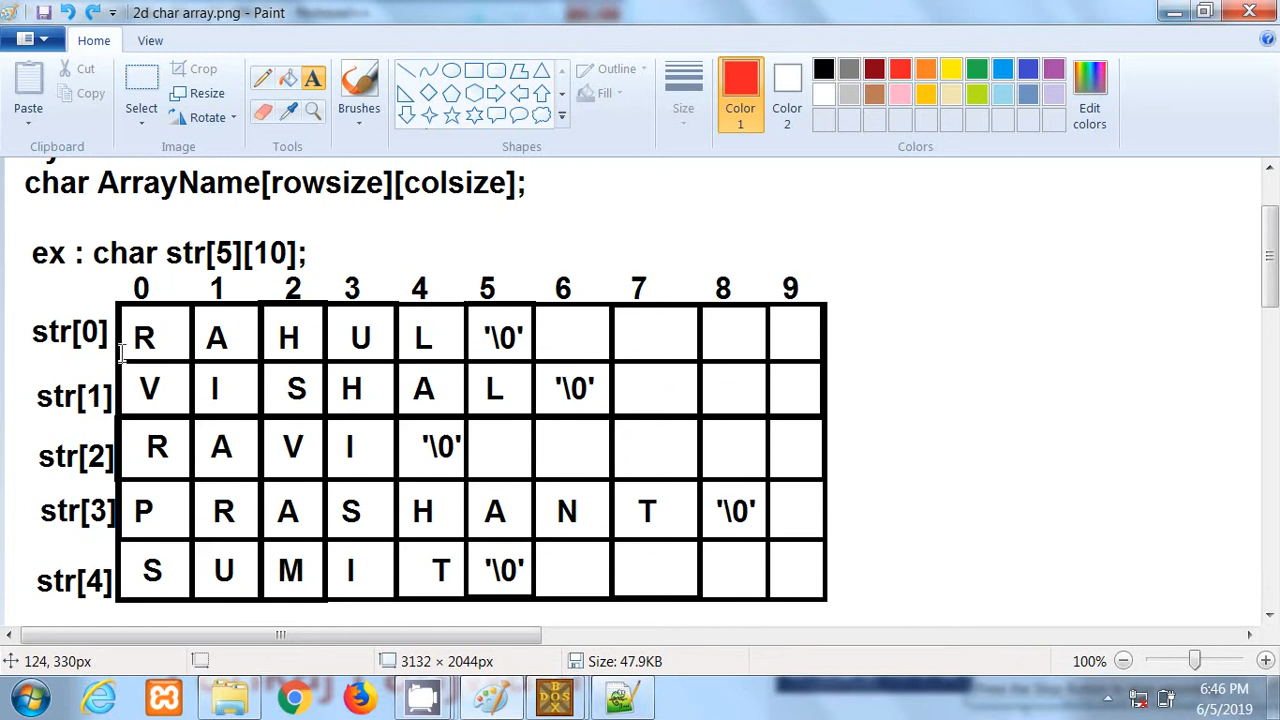 2d char array.png - Paint
Home View
Cut
Copy
Paste
Clipboard
Crop
Resize
Rotate
Select
Image
A
Tools
Brushes
Shapes
Outline
Fill
Size
Color 1
Color 2
Edit colors
Colors
char ArrayName[rowsize][colsize];
ex : char str[5][10];
0 1 2 3 4 5 6 7 8 9
str[0] R A H U L '\0'
str[1] V I S H A L '\0'
str[2] R A V I '\0'
str[3] P R A S H A N T '\0'
str[4] S U M I T '\0'
124, 330px 3132 × 2044px Size: 47.9KB 100%
DOS
6:46 PM
6/5/2019